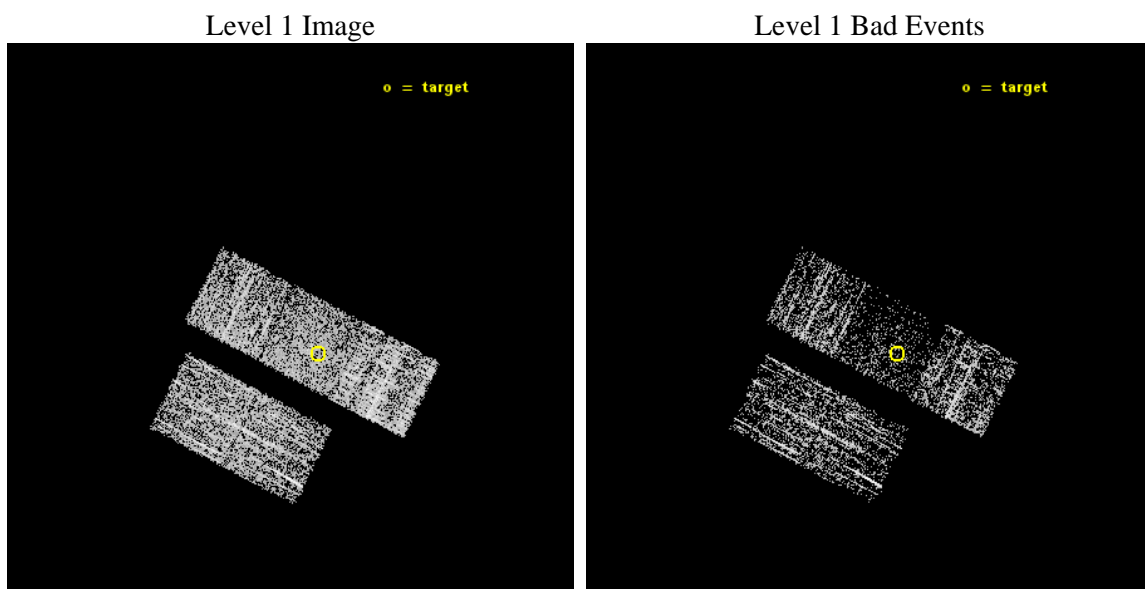 Level 1 Image
Level 1 Bad Events
o = target
o = target